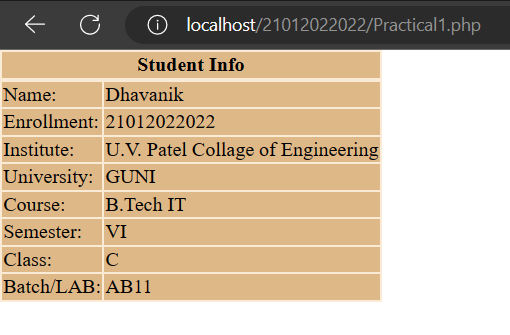 localhost/21012022022/Practical1.php
Student Info
Name: Dhavanik
Enrollment: 21012022022
Institute: U.V. Patel Collage of Engineering
University: GUNI
Course: B.Tech IT
Semester: VI
Class: C
Batch/LAB: AB11